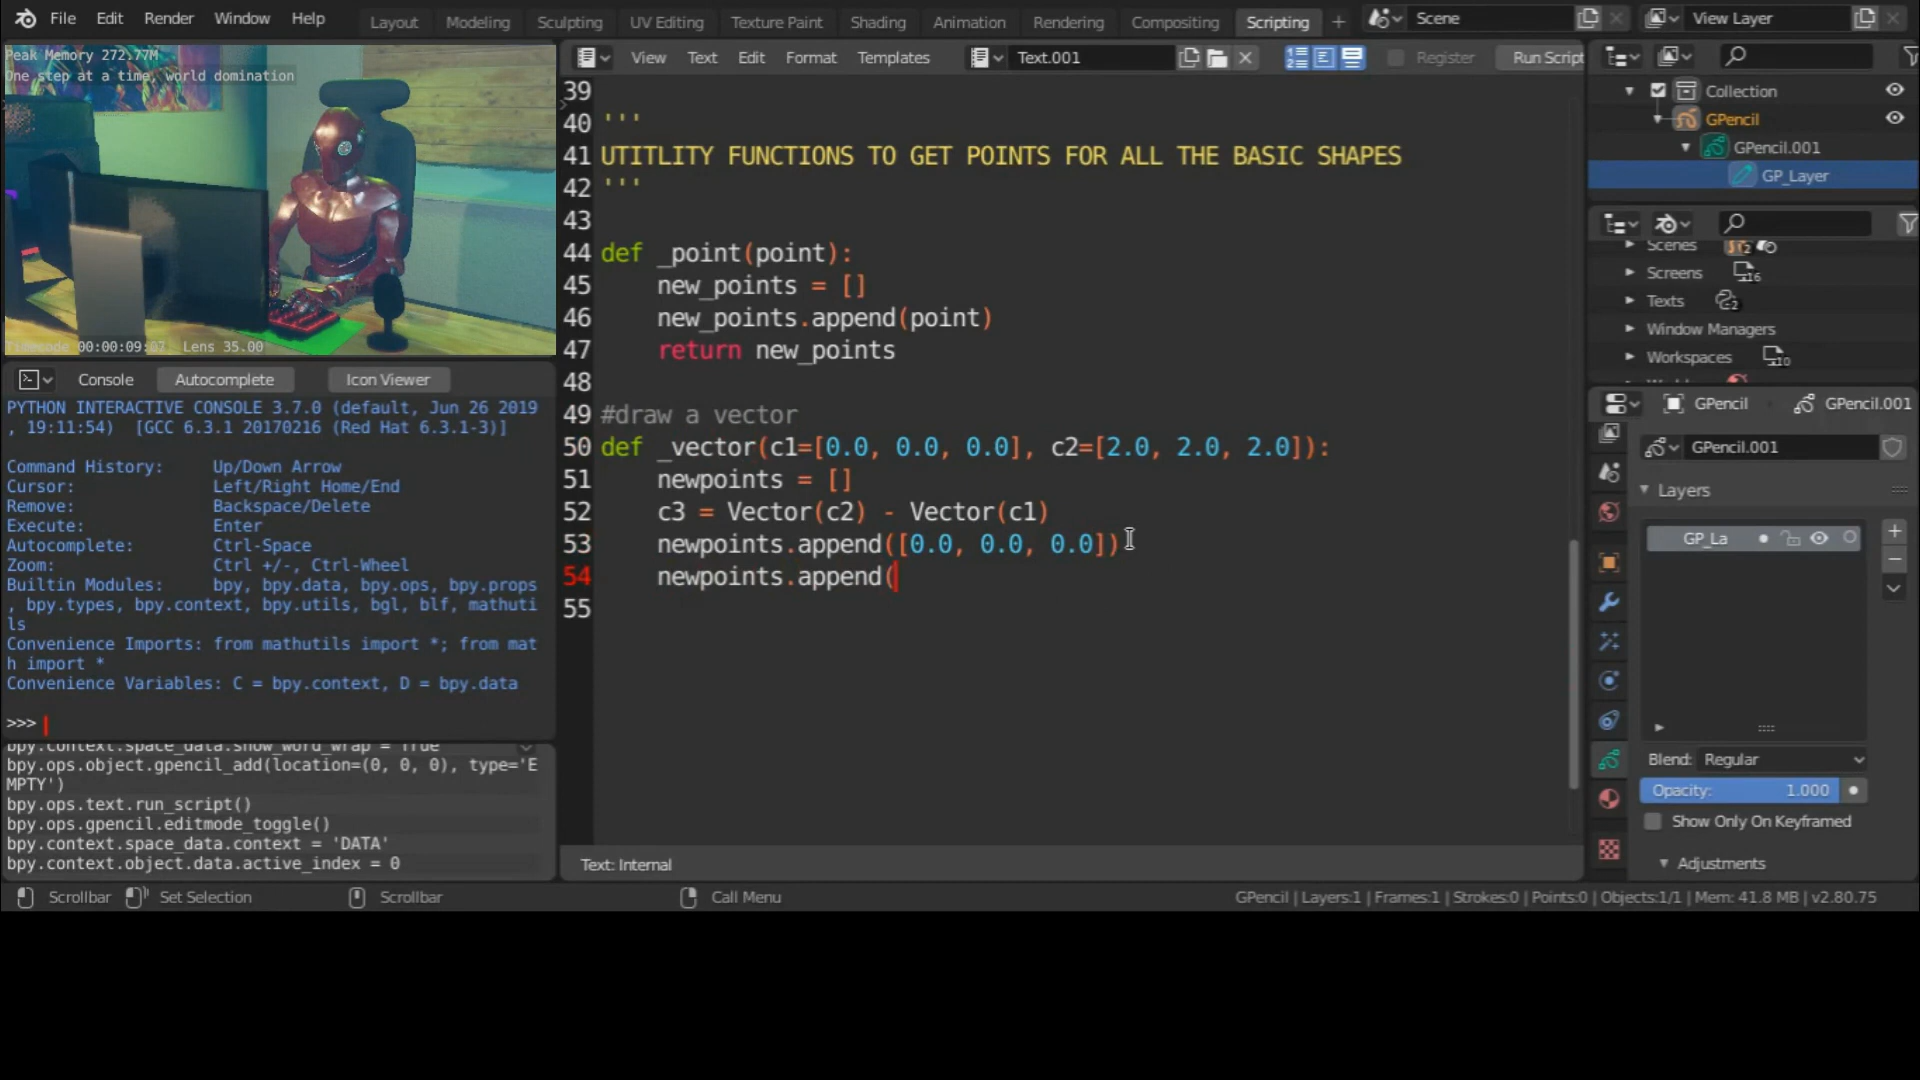 File Edit Render Window Help Layout Modeling Sculpting UV Editing Texture Paint Shading Animation Rendering Compositing Scripting + Scene View Layer
Peak Memory 272.77M
One step at a time, world domination
Timecode 00:00:09:07 Lens 35.00
View Text Edit Format Templates Text.001 Register Run Script
39
40 '''
41 UTITLITY FUNCTIONS TO GET POINTS FOR ALL THE BASIC SHAPES
42 '''
43
44 def _point(point):
45 new_points = []
46 new_points.append(point)
47 return new_points
48
49 #draw a vector
50 def _vector(c1=[0.0, 0.0, 0.0], c2=[2.0, 2.0, 2.0]):
51 newpoints = []
52 c3 = Vector(c2) - Vector(c1)
53 newpoints.append([0.0, 0.0, 0.0])
54 newpoints.append(
55
Text: Internal
Console Autocomplete Icon Viewer
PYTHON INTERACTIVE CONSOLE 3.7.0 (default, Jun 26 2019
, 19:11:54) [GCC 6.3.1 20170216 (Red Hat 6.3.1-3)]
Command History: Up/Down Arrow
Cursor: Left/Right Home/End
Remove: Backspace/Delete
Execute: Enter
Autocomplete: Ctrl-Space
Zoom: Ctrl +/-, Ctrl-Wheel
Builtin Modules: bpy, bpy.data, bpy.ops, bpy.props
, bpy.types, bpy.context, bpy.utils, bgl, blf, mathuti
ls
Convenience Imports: from mathutils import *; from mat
h import *
Convenience Variables: C = bpy.context, D = bpy.data
>>>
bpy.context.space_data.show_word_wrap = True
bpy.ops.object.gpencil_add(location=(0, 0, 0), type='E
MPTY')
bpy.ops.text.run_script()
bpy.ops.gpencil.editmode_toggle()
bpy.context.space_data.context = 'DATA'
bpy.context.object.data.active_index = 0
Collection
GPencil
GPencil.001
GP_Layer
Scenes 2
Screens 16
Texts 2
Window Managers
Workspaces 10
GPencil GPencil.001
GPencil.001
Layers
GP_La
Blend: Regular
Opacity: 1.000
Show Only On Keyframed
Adjustments
Scrollbar Set Selection Scrollbar Call Menu GPencil | Layers:1 | Frames:1 | Strokes:0 | Points:0 | Objects:1/1 | Mem: 41.8 MB | v2.80.75